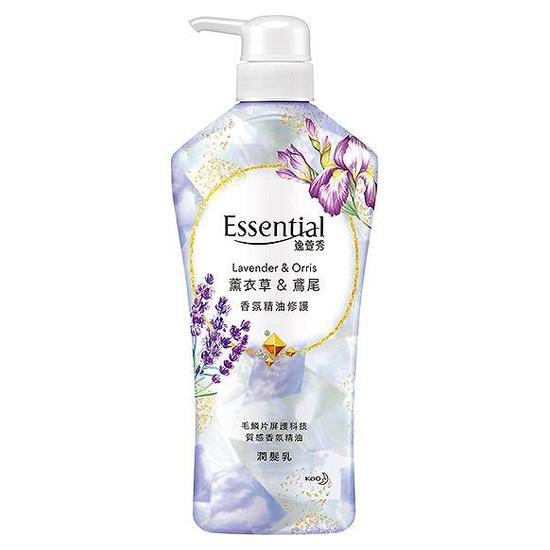 Essential
逸萱秀
Lavender & Orris
薰衣草 & 鳶尾
香氛精油修護
毛鱗片屏護科技
質感香氛精油
潤髮乳
KaO